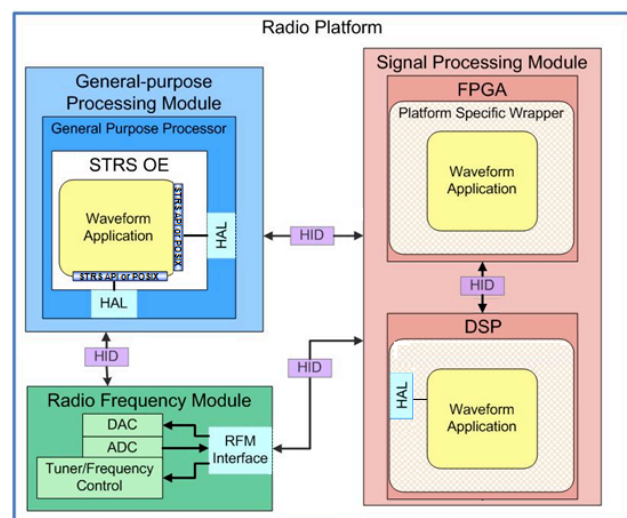 Radio Platform
General-purpose
Processing Module
General Purpose Processor
STRS OE
Waveform
Application
STRS API or POSIX
STRS API or POSIX
HAL
HAL
HID
HID
Radio Frequency Module
DAC
ADC
Tuner/Frequency
Control
RFM
Interface
HID
Signal Processing Module
FPGA
Platform Specific Wrapper
Waveform
Application
HID
DSP
HAL
Waveform
Application